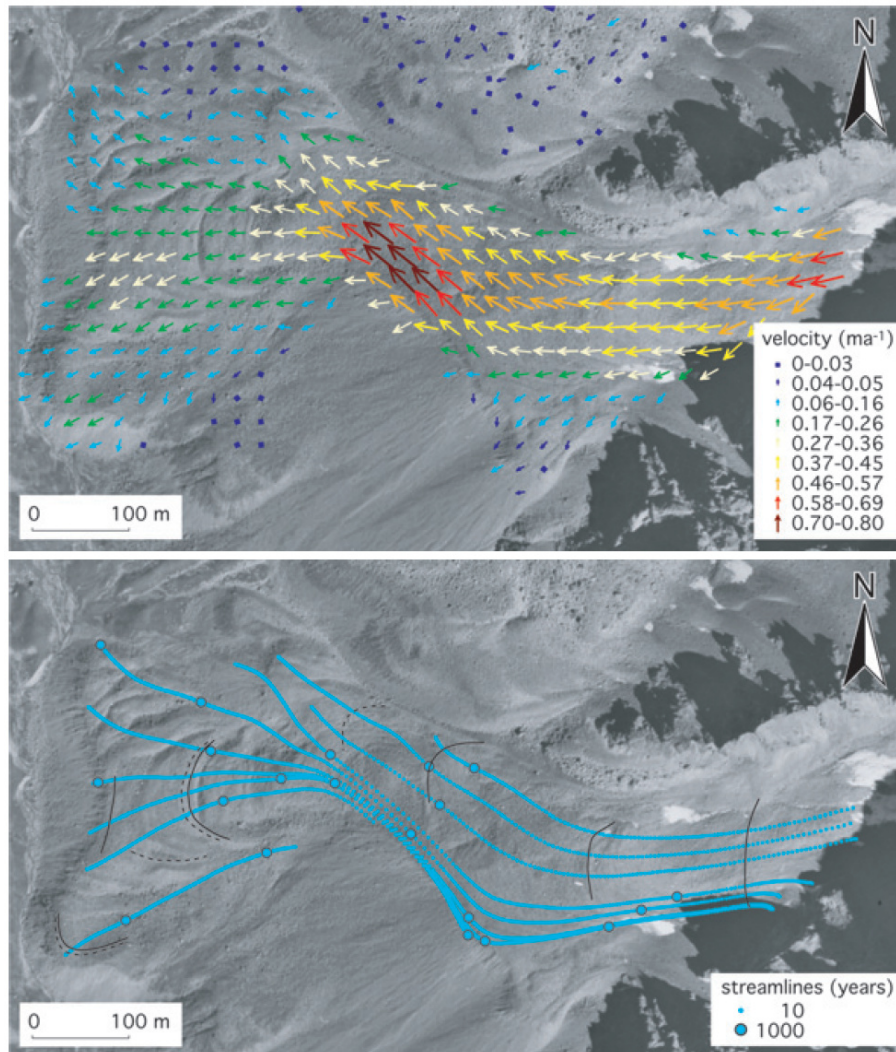 N
velocity (ma⁻¹)
0-0.03
0.04-0.05
0.06-0.16
0.17-0.26
0.27-0.36
0.37-0.45
0.46-0.57
0.58-0.69
0.70-0.80
0 100 m
N
streamlines (years)
10
1000
0 100 m